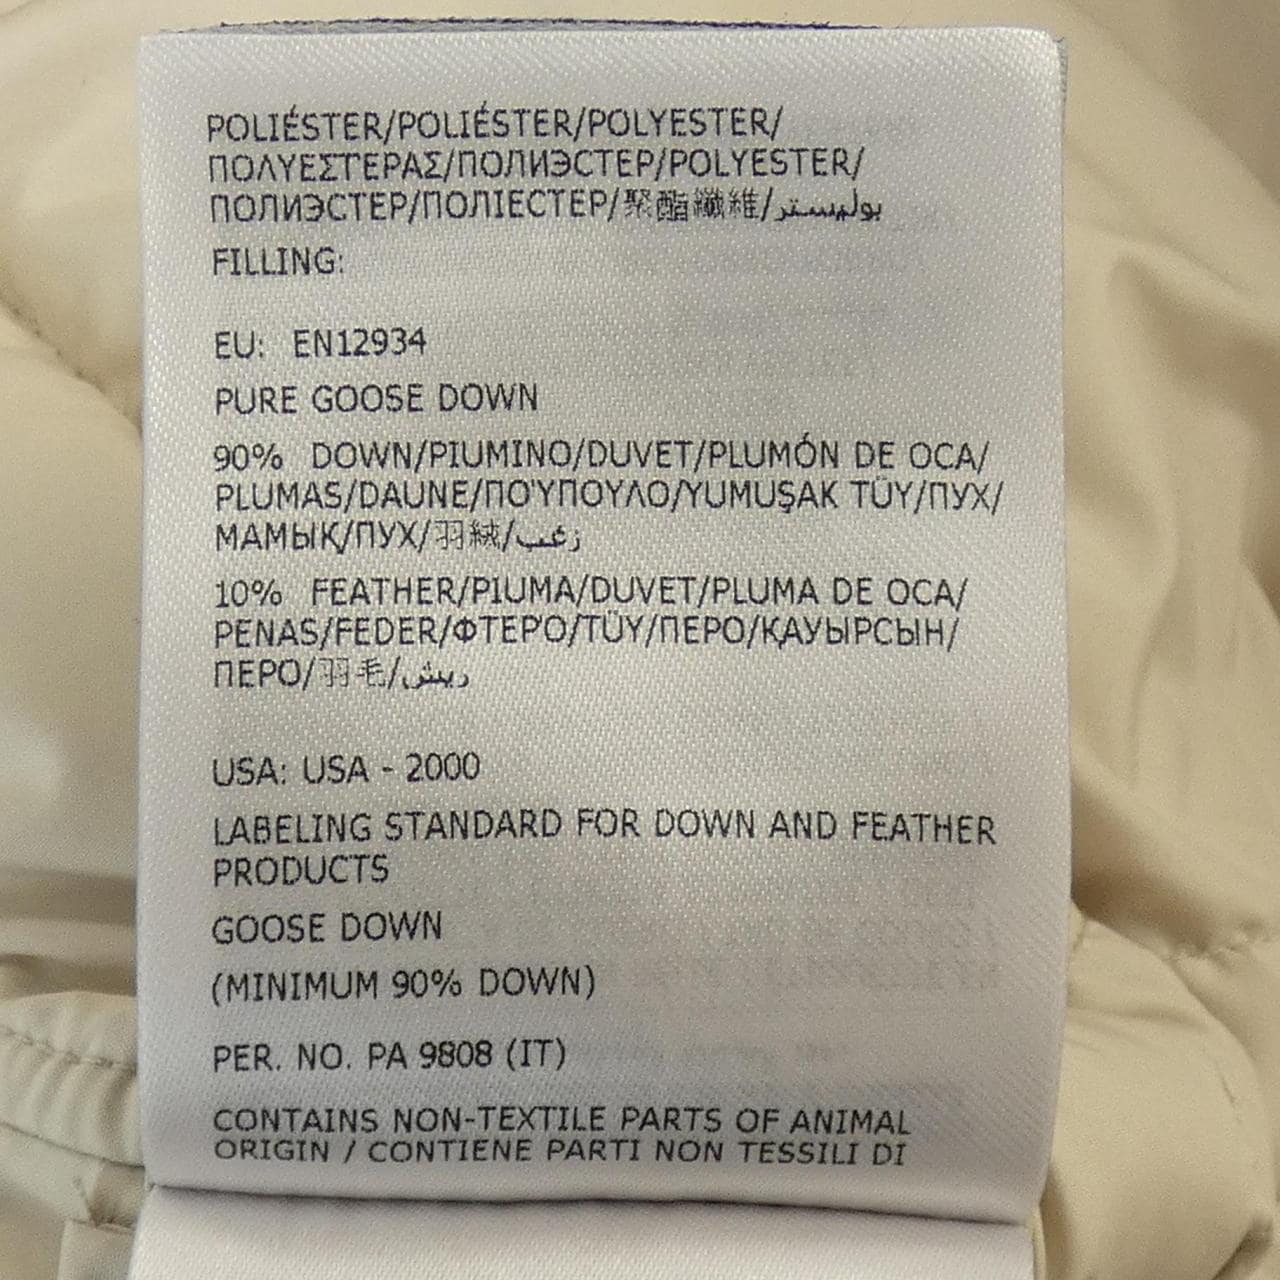 POLIÉSTER/POLIÉSTER/POLYESTER/
ΠΟΛΥΕΣΤΕΡΑΣ/ПОЛИЭСТЕР/POLYESTER/
ПОЛИЭСТЕР/ПОЛІЕСТЕР/聚酯纖維/بوليستر
FILLING:
EU: EN12934
PURE GOOSE DOWN
90% DOWN/PIUMINO/DUVET/PLUMÓN DE OCA/
PLUMAS/DAUNE/ΠΟ'ΥΠΟΥΛΟ/YUMUŞAK TÜY/ПУХ/
МАМЫҚ/ПУХ/羽絨/زغب
10% FEATHER/PIUMA/DUVET/PLUMA DE OCA/
PENAS/FEDER/ΦΤΕΡ'Ο/TÜY/ПЕРО/ҚАУЫРСЫН/
ПЕРО/羽毛/ريش
USA: USA - 2000
LABELING STANDARD FOR DOWN AND FEATHER
PRODUCTS
GOOSE DOWN
(MINIMUM 90% DOWN)
PER. NO. PA 9808 (IT)
CONTAINS NON-TEXTILE PARTS OF ANIMAL
ORIGIN / CONTIENE PARTI NON TESSILI DI